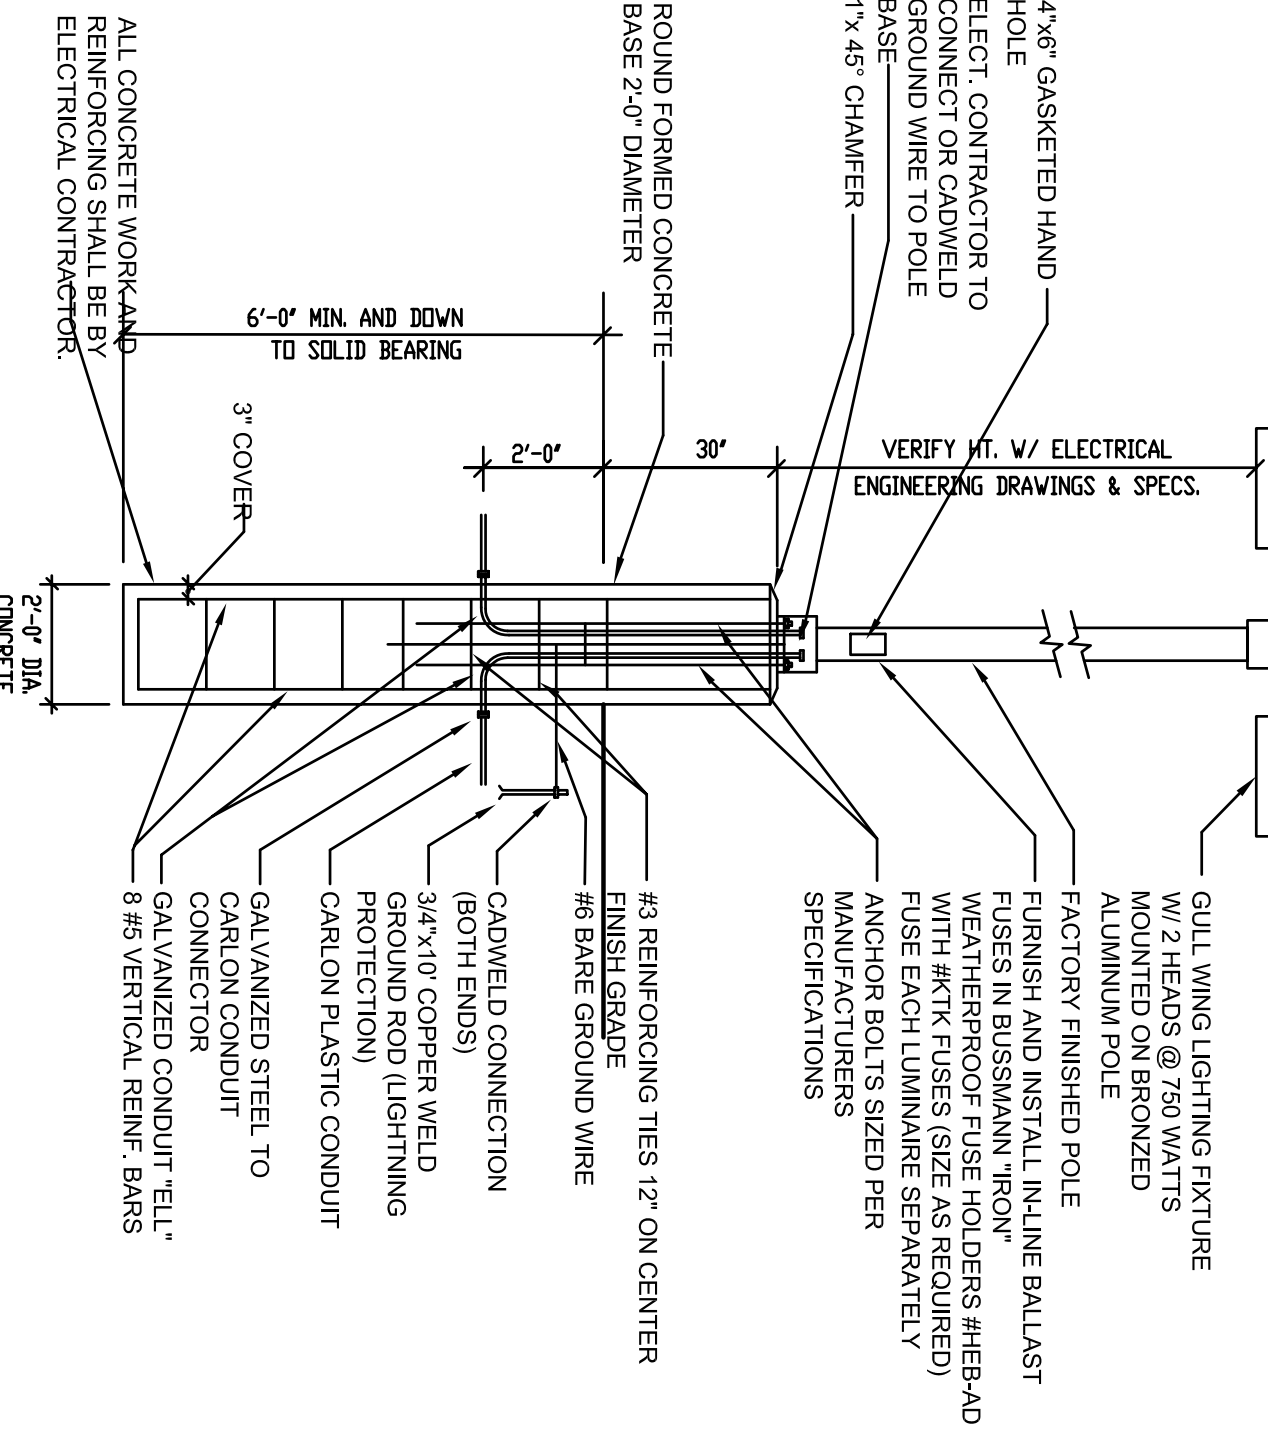 4"x6" GASKETED HAND
HOLE
ELECT. CONTRACTOR TO
CONNECT OR CADWELD
GROUND WIRE TO POLE
BASE
1"x 45° CHAMFER
ROUND FORMED CONCRETE
BASE 2'-0" DIAMETER
ALL CONCRETE WORK AND
REINFORCING SHALL BE BY
ELECTRICAL CONTRACTOR.
6'-0" MIN. AND DOWN
TO SOLID BEARING
3" COVER
2'-0"
30"
VERIFY HT. W/ ELECTRICAL
ENGINEERING DRAWINGS & SPECS.
2'-0" DIA.
CONCRETE
GULL WING LIGHTING FIXTURE
W/ 2 HEADS @ 750 WATTS
MOUNTED ON BRONZED
ALUMINUM POLE
FACTORY FINISHED POLE
FURNISH AND INSTALL IN-LINE BALLAST
FUSES IN BUSSMANN "IRON"
WEATHERPROOF FUSE HOLDERS #HEB-AD
WITH #KTK FUSES (SIZE AS REQUIRED)
FUSE EACH LUMINAIRE SEPARATELY
ANCHOR BOLTS SIZED PER
MANUFACTURERS
SPECIFICATIONS
#3 REINFORCING TIES 12" ON CENTER
FINISH GRADE
#6 BARE GROUND WIRE
CADWELD CONNECTION
(BOTH ENDS)
3/4"x10' COPPER WELD
GROUND ROD (LIGHTNING
PROTECTION)
CARLON PLASTIC CONDUIT
GALVANIZED STEEL TO
CARLON CONDUIT
CONNECTOR
GALVANIZED CONDUIT "ELL"
8 #5 VERTICAL REINF. BARS